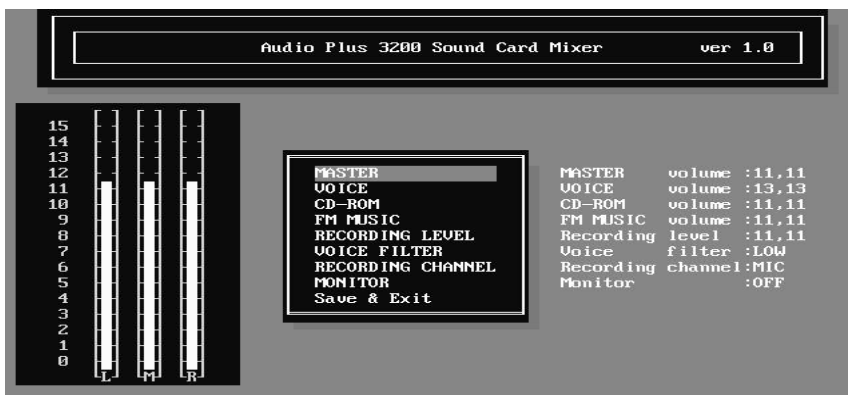 Audio Plus 3200 Sound Card Mixer ver 1.0
15
14
13
12
11
10
9
8
7
6
5
4
3
2
1
0
L M R
MASTER
VOICE
CD-ROM
FM MUSIC
RECORDING LEVEL
VOICE FILTER
RECORDING CHANNEL
MONITOR
Save & Exit
MASTER volume :11,11
VOICE volume :13,13
CD-ROM volume :11,11
FM MUSIC volume :11,11
Recording level :11,11
Voice filter :LOW
Recording channel:MIC
Monitor :OFF